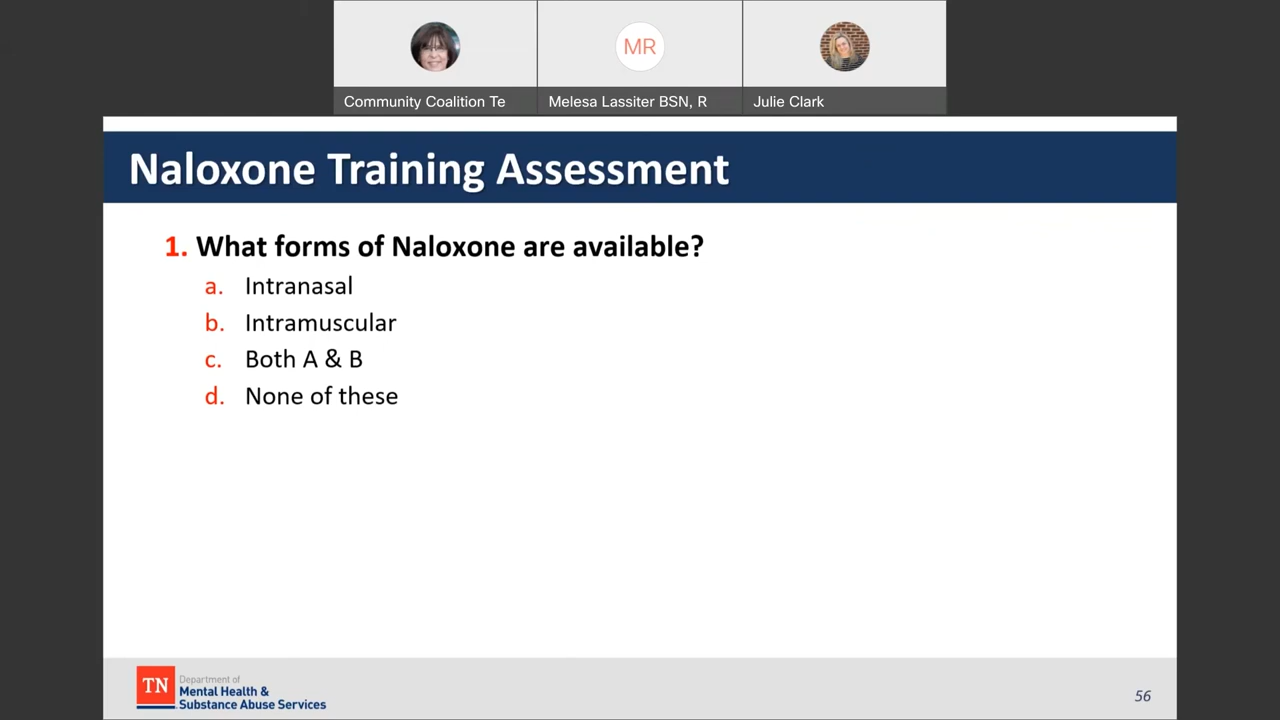 MR
Community Coalition Te
Melesa Lassiter BSN, R
Julie Clark
Naloxone Training Assessment
1. What forms of Naloxone are available?
a. Intranasal
b. Intramuscular
c. Both A & B
d. None of these
TN
Department of
Mental Health &
Substance Abuse Services
56